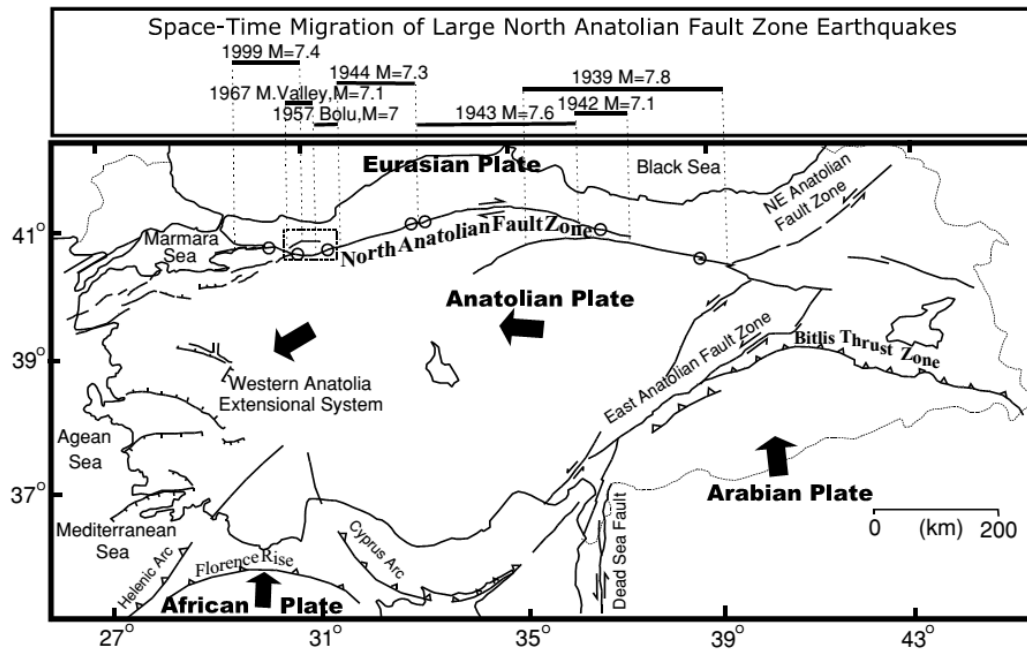 Space-Time Migration of Large North Anatolian Fault Zone Earthquakes
1999 M=7.4
1944 M=7.3
1939 M=7.8
1967 M.Valley,M=7.1
1957 Bolu,M=7
1943 M=7.6
1942 M=7.1
Eurasian Plate
Black Sea
NE Anatolian
Fault Zone
41°
Marmara
Sea
North Anatolian Fault Zone
Anatolian Plate
39°
Western Anatolia
Extensional System
East Anatolian Fault Zone
Bitlis Thrust Zone
Agean
Sea
37°
Arabian Plate
0 (km) 200
Mediterranean
Sea
Helenic Arc
Florence Rise
Cyprus Arc
Dead Sea Fault
African Plate
27° 31° 35° 39° 43°